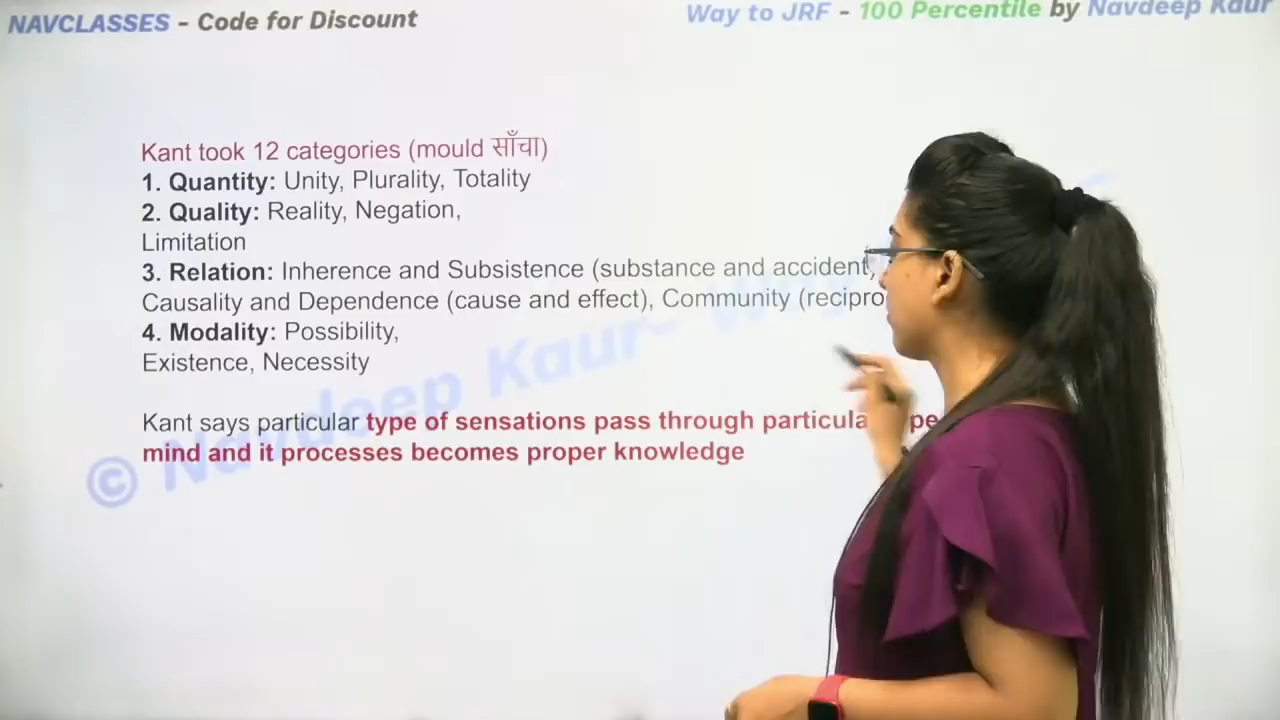 NAVCLASSES - Code for Discount
Way to JRF - 100 Percentile by Navdeep Kaur
Kant took 12 categories (mould साँचा)
1. Quantity: Unity, Plurality, Totality
2. Quality: Reality, Negation,
Limitation
3. Relation: Inherence and Subsistence (substance and accident,
Causality and Dependence (cause and effect), Community (recipro
4. Modality: Possibility,
Existence, Necessity
Kant says particular type of sensations pass through particula pe
mind and it processes becomes proper knowledge
© Navdeep Kaur-